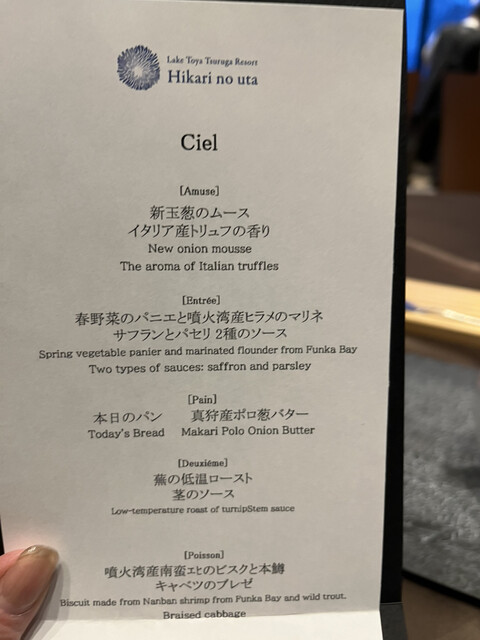 Lake Toya Tsuruga Resort
Hikari no uta
Ciel
[Amuse]
新玉葱のムース
イタリア産トリュフの香り
New onion mousse
The aroma of Italian truffles
[Entrée]
春野菜のパニエと噴火湾産ヒラメのマリネ
サフランとパセリ 2種のソース
Spring vegetable panier and marinated flounder from Funka Bay
Two types of sauces: saffron and parsley
[Pain]
本日のパン 真狩産ポロ葱バター
Today's Bread Makari Polo Onion Butter
[Deuxième]
蕪の低温ロースト
茎のソース
Low-temperature roast of turnipStem sauce
[Poisson]
噴火湾産南蛮エビのビスクと本鱒
キャベツのブレゼ
Biscuit made from Nanban shrimp from Funka Bay and wild trout.
Braised cabbage